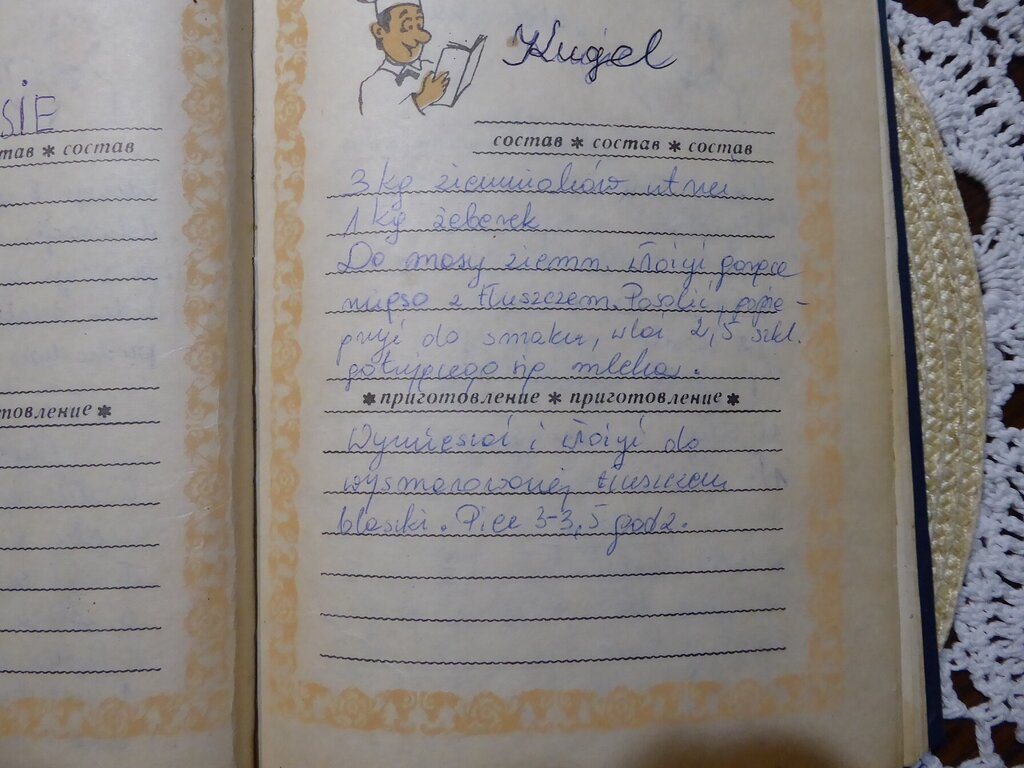 SIE
тав * состав
товление *
Kugel
состав * состав * состав
3 kg ziemniaków utrzeć
1 kg żeberek
Do masy ziemn. włożyć gorące
mięso z tłuszczem. Posolić, popie-
przyć do smaku, wlać 2,5 szkl.
gotującego się mleka.
* приготовление * приготовление *
Wymieszać i włożyć do
wysmarowanej tłuszczem
blaszki. Piec 3-3,5 godz.